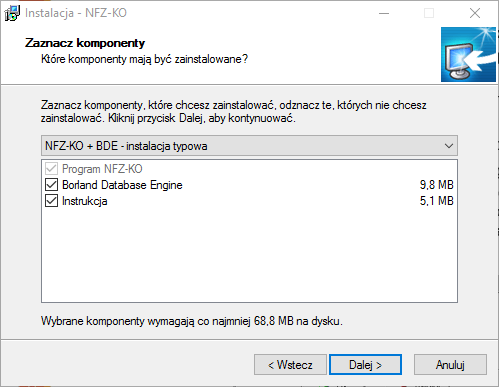 Instalacja - NFZ-KO
Zaznacz komponenty
Które komponenty mają być zainstalowane?
Zaznacz komponenty, które chcesz zainstalować, odznacz te, których nie chcesz
zainstalować. Kliknij przycisk Dalej, aby kontynuować.
NFZ-KO + BDE - instalacja typowa
Program NFZ-KO
Borland Database Engine 9,8 MB
Instrukcja 5,1 MB
Wybrane komponenty wymagają co najmniej 68,8 MB na dysku.
< Wstecz Dalej > Anuluj